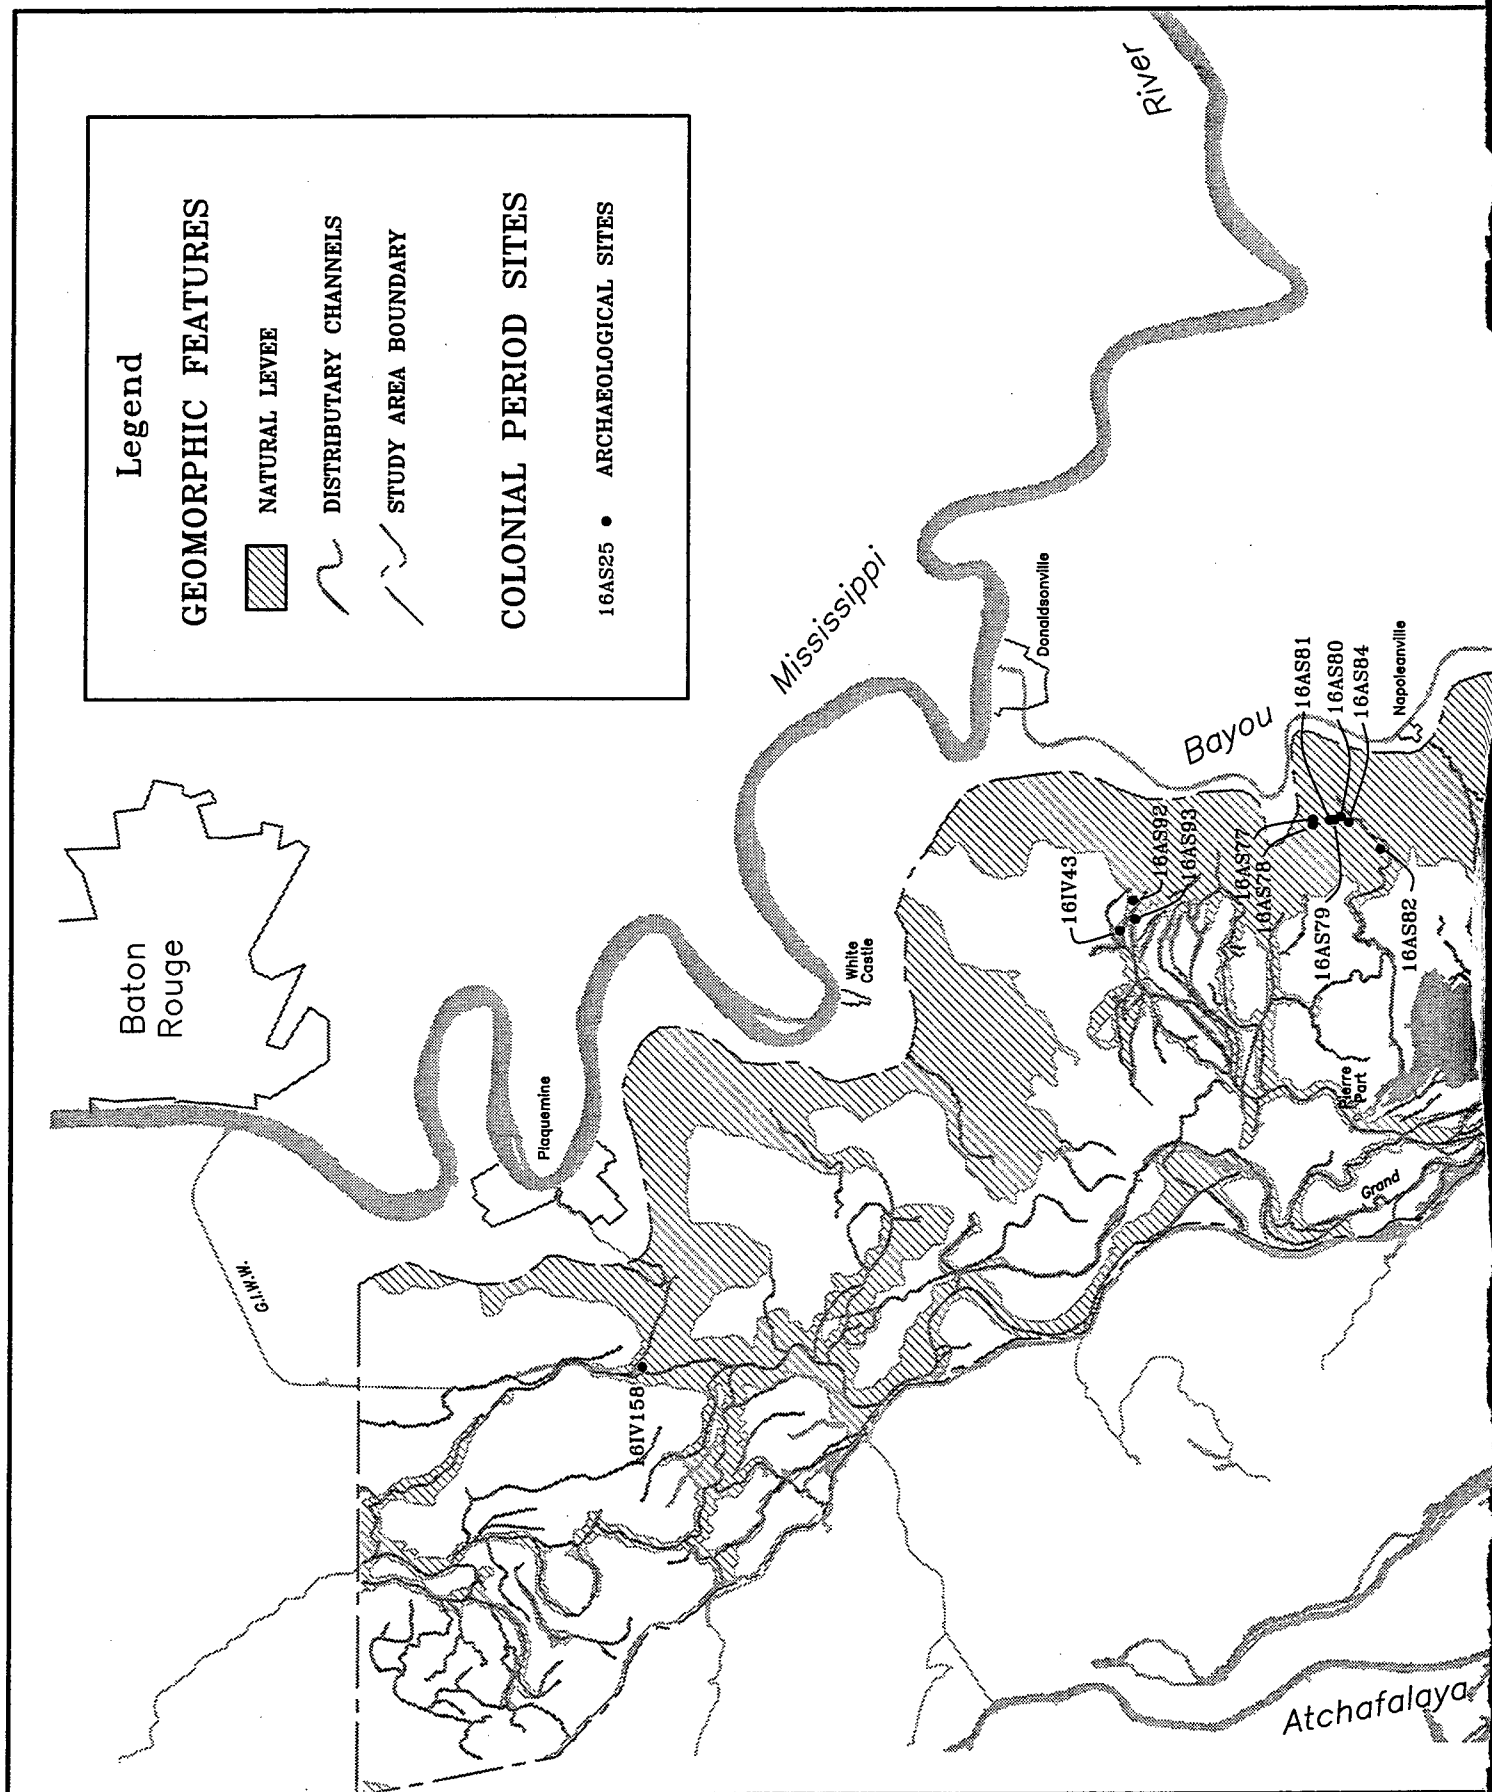 Legend
GEOMORPHIC FEATURES
NATURAL LEVEE
DISTRIBUTARY CHANNELS
STUDY AREA BOUNDARY
COLONIAL PERIOD SITES
16AS25 • ARCHAEOLOGICAL SITES
Baton
Rouge
G.I.W.W.
Plaquemine
16IV158
White
Castle
Mississippi
River
Donaldsonville
Bayou
16IV43
16AS92
16AS93
16AS77
16AS78
16AS79
16AS81
16AS80
16AS84
16AS82
Napoleanville
Pierre
Part
Grand
Atchafalaya